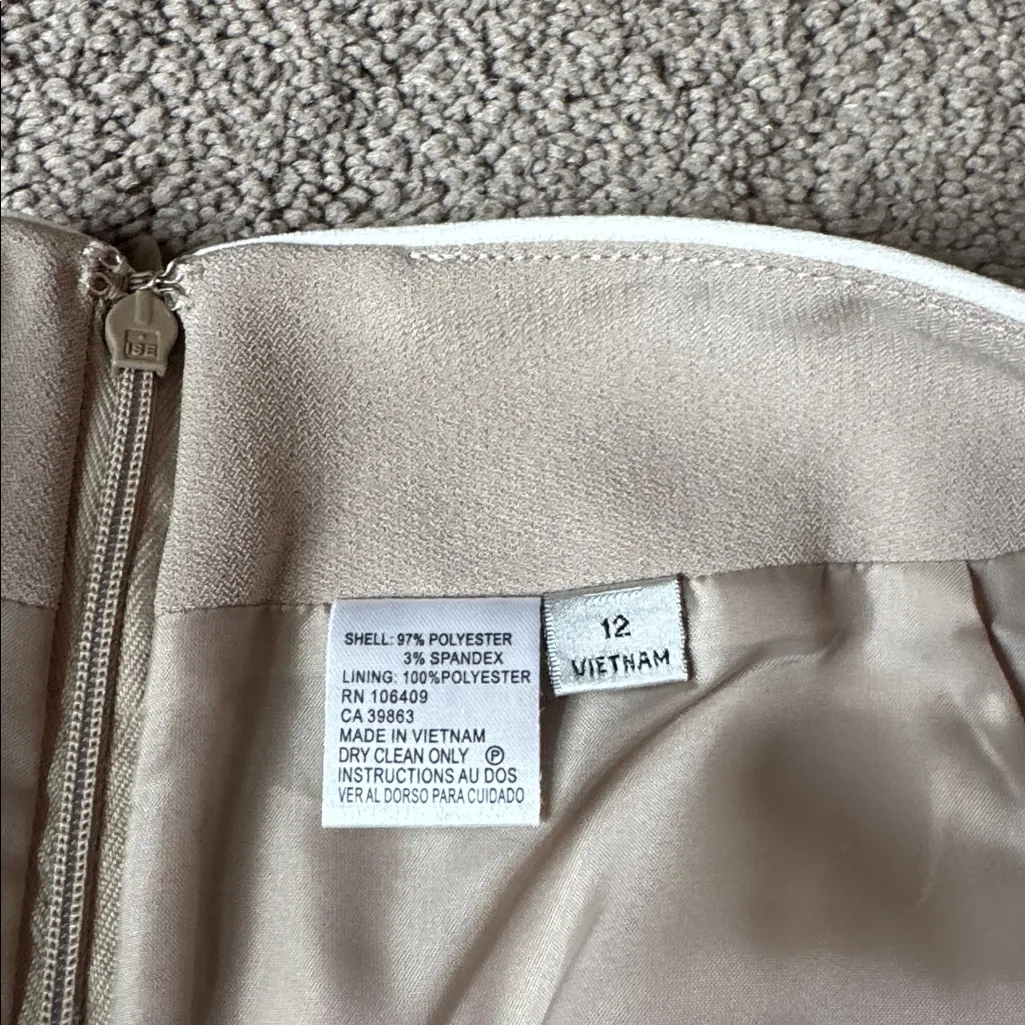 ISE
SHELL: 97% POLYESTER
3% SPANDEX
LINING: 100%POLYESTER
RN 106409
CA 39863
MADE IN VIETNAM
DRY CLEAN ONLY Ⓟ
INSTRUCTIONS AU DOS
VER AL DORSO PARA CUIDADO
12
VIETNAM